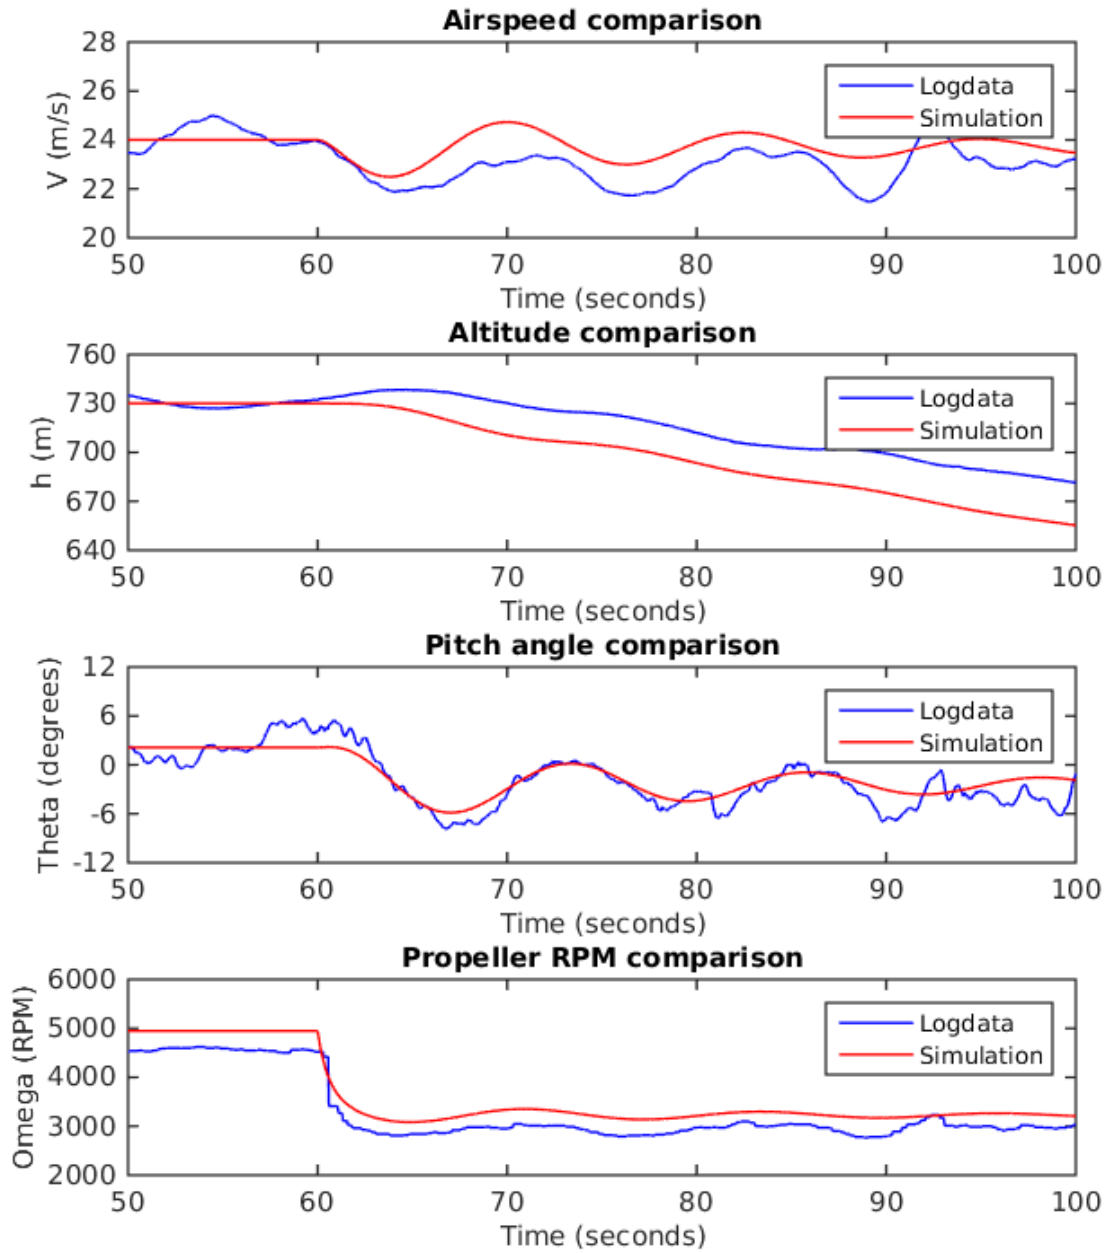 Airspeed comparison
28
26
24
22
20
V (m/s)
Logdata
Simulation
50 60 70 80 90 100
Time (seconds)
Altitude comparison
760
730
700
670
640
h (m)
Logdata
Simulation
50 60 70 80 90 100
Time (seconds)
Pitch angle comparison
12
6
0
-6
-12
Theta (degrees)
Logdata
Simulation
50 60 70 80 90 100
Time (seconds)
Propeller RPM comparison
6000
5000
4000
3000
2000
Omega (RPM)
Logdata
Simulation
50 60 70 80 90 100
Time (seconds)